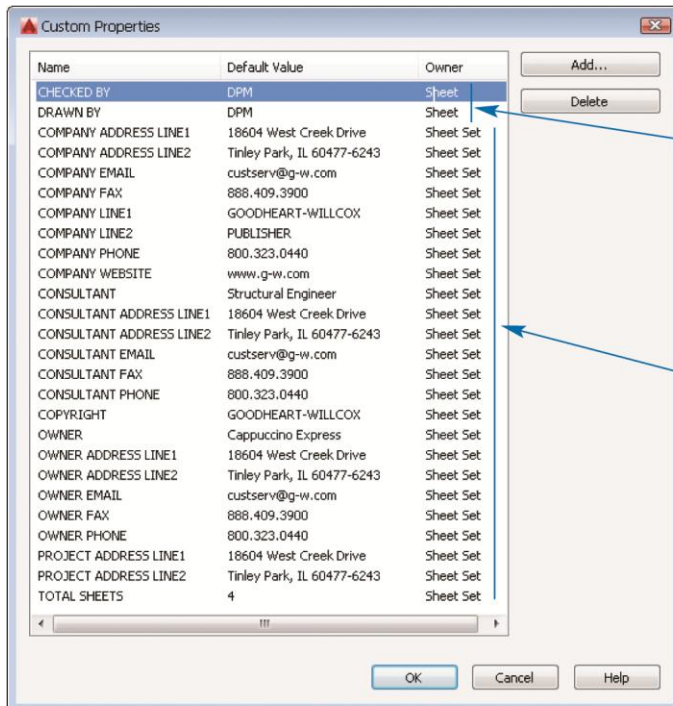 Custom Properties
Name Default Value Owner
CHECKED BY DPM Sheet
DRAWN BY DPM Sheet
COMPANY ADDRESS LINE1 18604 West Creek Drive Sheet Set
COMPANY ADDRESS LINE2 Tinley Park, IL 60477-6243 Sheet Set
COMPANY EMAIL custserv@g-w.com Sheet Set
COMPANY FAX 888.409.3900 Sheet Set
COMPANY LINE1 GOODHEART-WILLCOX Sheet Set
COMPANY LINE2 PUBLISHER Sheet Set
COMPANY PHONE 800.323.0440 Sheet Set
COMPANY WEBSITE www.g-w.com Sheet Set
CONSULTANT Structural Engineer Sheet Set
CONSULTANT ADDRESS LINE1 18604 West Creek Drive Sheet Set
CONSULTANT ADDRESS LINE2 Tinley Park, IL 60477-6243 Sheet Set
CONSULTANT EMAIL custserv@g-w.com Sheet Set
CONSULTANT FAX 888.409.3900 Sheet Set
CONSULTANT PHONE 800.323.0440 Sheet Set
COPYRIGHT GOODHEART-WILLCOX Sheet Set
OWNER Cappuccino Express Sheet Set
OWNER ADDRESS LINE1 18604 West Creek Drive Sheet Set
OWNER ADDRESS LINE2 Tinley Park, IL 60477-6243 Sheet Set
OWNER EMAIL custserv@g-w.com Sheet Set
OWNER FAX 888.409.3900 Sheet Set
OWNER PHONE 800.323.0440 Sheet Set
PROJECT ADDRESS LINE1 18604 West Creek Drive Sheet Set
PROJECT ADDRESS LINE2 Tinley Park, IL 60477-6243 Sheet Set
TOTAL SHEETS 4 Sheet Set
Add...
Delete
OK Cancel Help